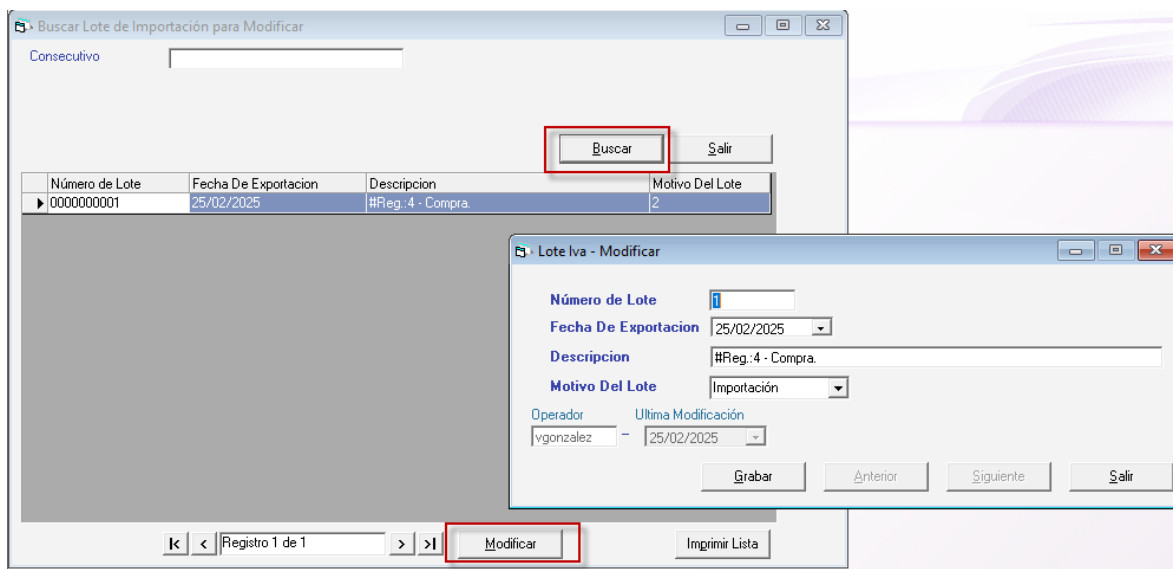 Buscar Lote de Importación para Modificar
Consecutivo
Buscar Salir
Número de Lote Fecha De Exportacion Descripcion Motivo Del Lote
0000000001 25/02/2025 #Reg.:4 - Compra. 2
Lote Iva - Modificar
Número de Lote 1
Fecha De Exportacion 25/02/2025
Descripcion #Reg.:4 - Compra.
Motivo Del Lote Importación
Operador Ultima Modificación
vgonzalez - 25/02/2025
Grabar Anterior Siguiente Salir
Registro 1 de 1 Modificar Imprimir Lista